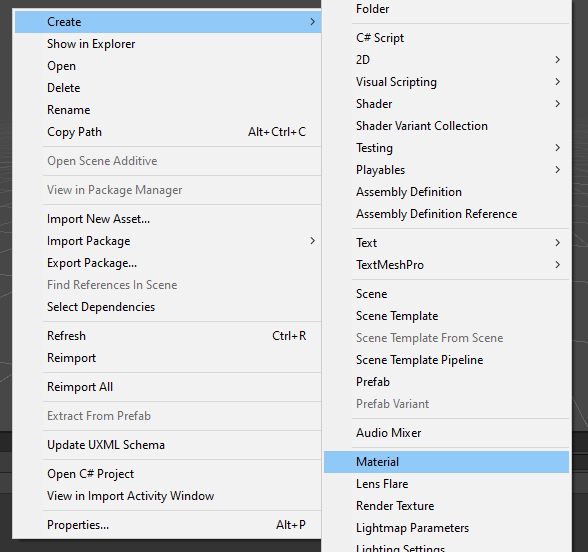 Create
Show in Explorer
Open
Delete
Rename
Copy Path Alt+Ctrl+C
Open Scene Additive
View in Package Manager
Import New Asset...
Import Package
Export Package...
Find References In Scene
Select Dependencies
Refresh Ctrl+R
Reimport
Reimport All
Extract From Prefab
Update UXML Schema
Open C# Project
View in Import Activity Window
Properties... Alt+P
Folder
C# Script
2D
Visual Scripting
Shader
Shader Variant Collection
Testing
Playables
Assembly Definition
Assembly Definition Reference
Text
TextMeshPro
Scene
Scene Template
Scene Template From Scene
Scene Template Pipeline
Prefab
Prefab Variant
Audio Mixer
Material
Lens Flare
Render Texture
Lightmap Parameters
Lighting Settings